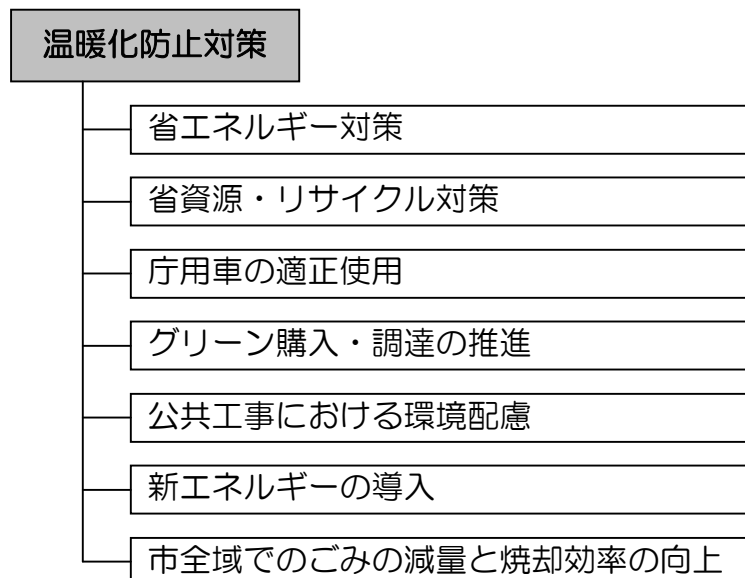 温暖化防止対策
省エネルギー対策
省資源・リサイクル対策
庁用車の適正使用
グリーン購入・調達の推進
公共工事における環境配慮
新エネルギーの導入
市全域でのごみの減量と焼却効率の向上